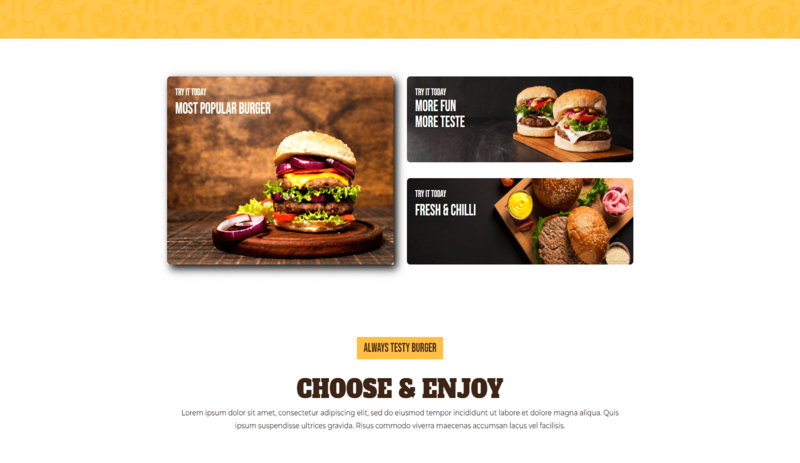 TRY IT TODAY
MOST POPULAR BURGER
TRY IT TODAY
MORE FUN
MORE TESTE
TRY IT TODAY
FRESH & CHILLI
ALWAYS TESTY BURGER
CHOOSE & ENJOY
Lorem ipsum dolor sit amet, consectetur adipiscing elit, sed do eiusmod tempor incididunt ut labore et dolore magna aliqua. Quis
ipsum suspendisse ultrices gravida. Risus commodo viverra maecenas accumsan lacus vel facilisis.